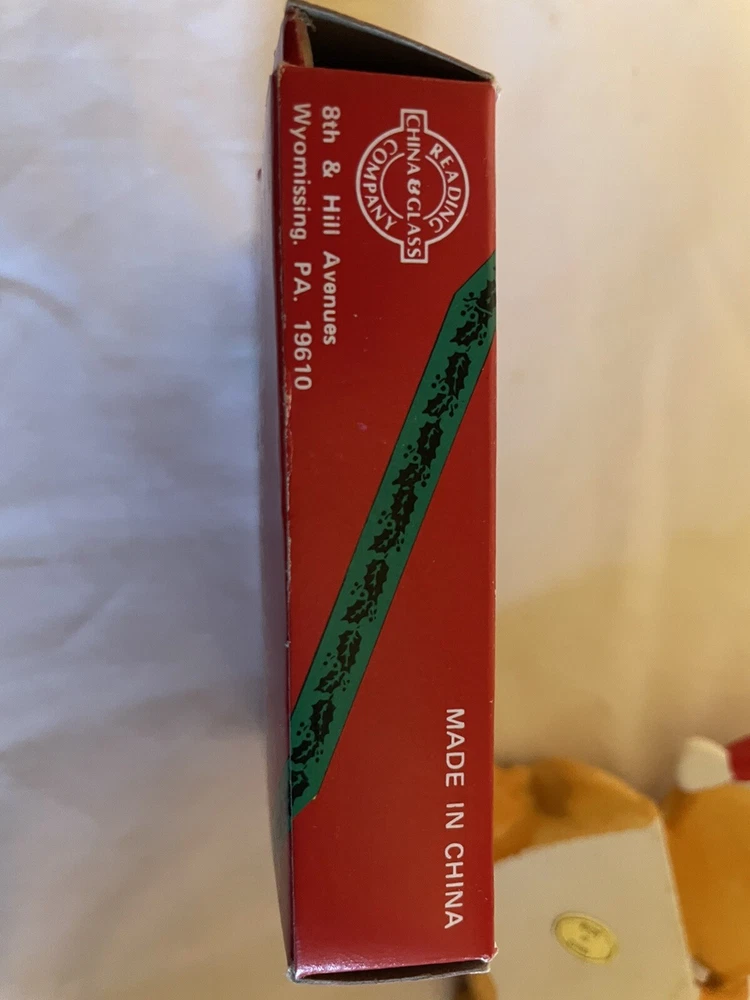 READING
CHINA & GLASS
COMPANY
8th & Hill Avenues
Wyomissing, PA. 19610
MADE IN CHINA